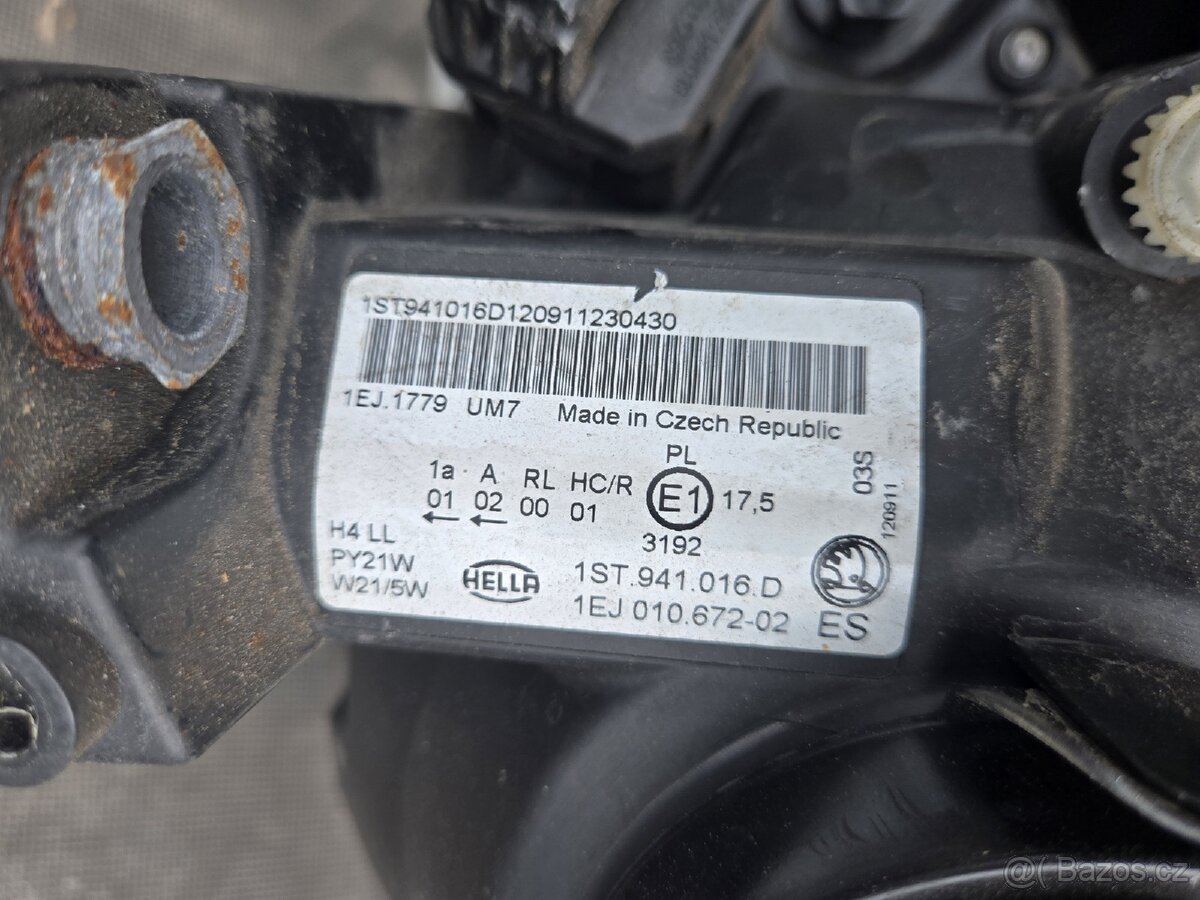 1ST941016D120911230430
1EJ.1779 UM7 Made in Czech Republic
PL
1a A RL HC/R E1 17,5
01 02 00 01
3192
03S
120911
H4 LL
PY21W
W21/5W
HELLA
1ST.941.016.D
1EJ 010.672-02
ES
@( Bazos.cz